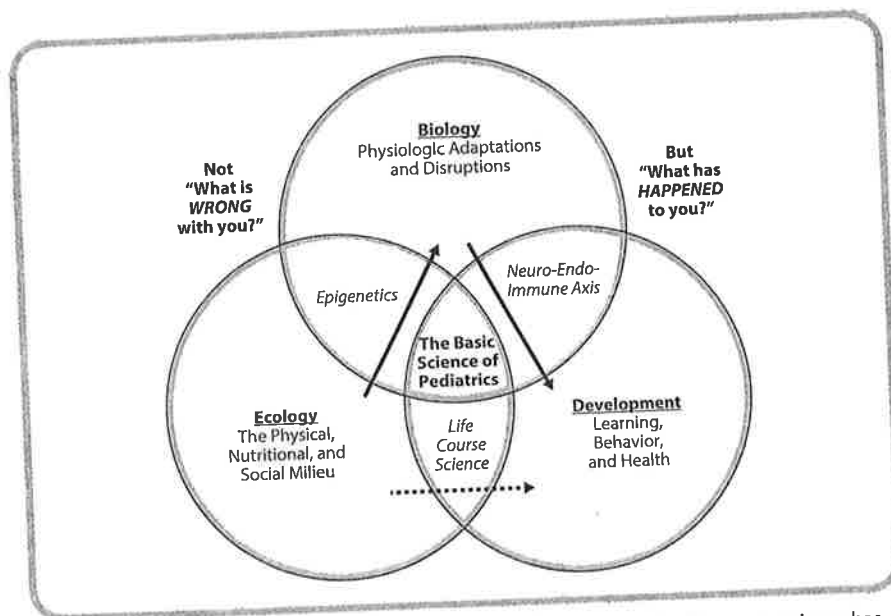 Biology
Physiologic Adaptations
and Disruptions
Not
"What is
WRONG
with you?"
But
"What has
HAPPENED
to you?"
Epigenetics
Neuro-Endo-
Immune Axis
The Basic
Science of
Pediatrics
Ecology
The Physical,
Nutritional, and
Social Milieu
Life
Course
Science
Development
Learning,
Behavior,
and Health